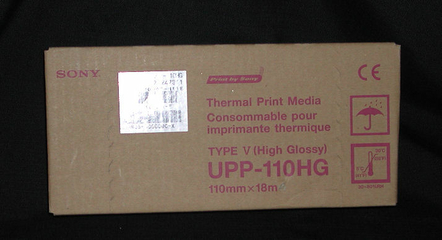 SONY
Print by Sony
CE
Thermal Print Media
Consommable pour
imprimante thermique
TYPE V (High Glossy)
UPP-110HG
110mm×18m